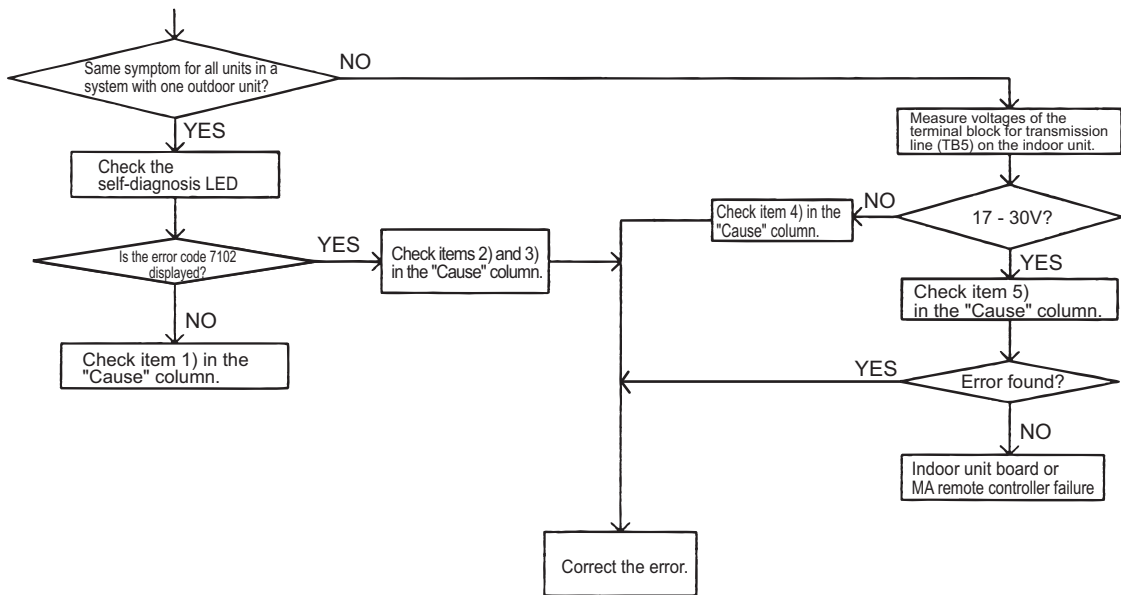 Same symptom for all units in a
system with one outdoor unit?
NO
YES
Check the
self-diagnosis LED
Is the error code 7102
displayed?
YES
Check items 2) and 3)
in the "Cause" column.
NO
Check item 1) in the
"Cause" column.
Measure voltages of the
terminal block for transmission
line (TB5) on the indoor unit.
17 - 30V?
NO
Check item 4) in the
"Cause" column.
YES
Check item 5)
in the "Cause" column.
Error found?
YES
NO
Indoor unit board or
MA remote controller failure
Correct the error.